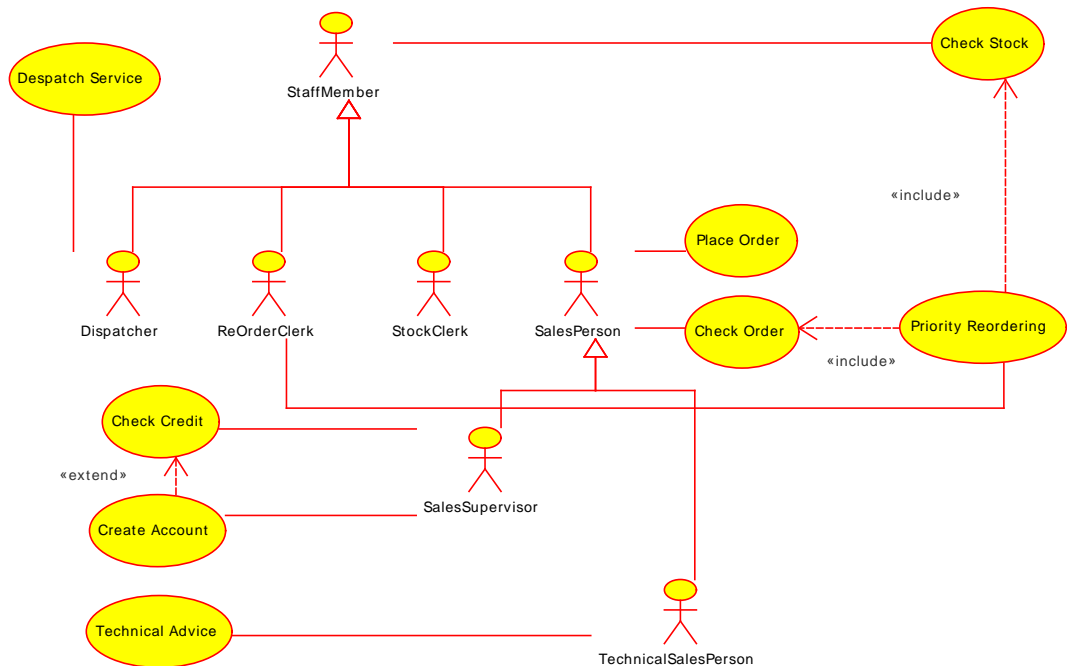 Check Stock
Despatch Service
StaffMember
«include»
Place Order
Dispatcher
ReOrderClerk
StockClerk
SalesPerson
Check Order
Priority Reordering
«include»
Check Credit
«extend»
SalesSupervisor
Create Account
Technical Advice
TechnicalSalesPerson